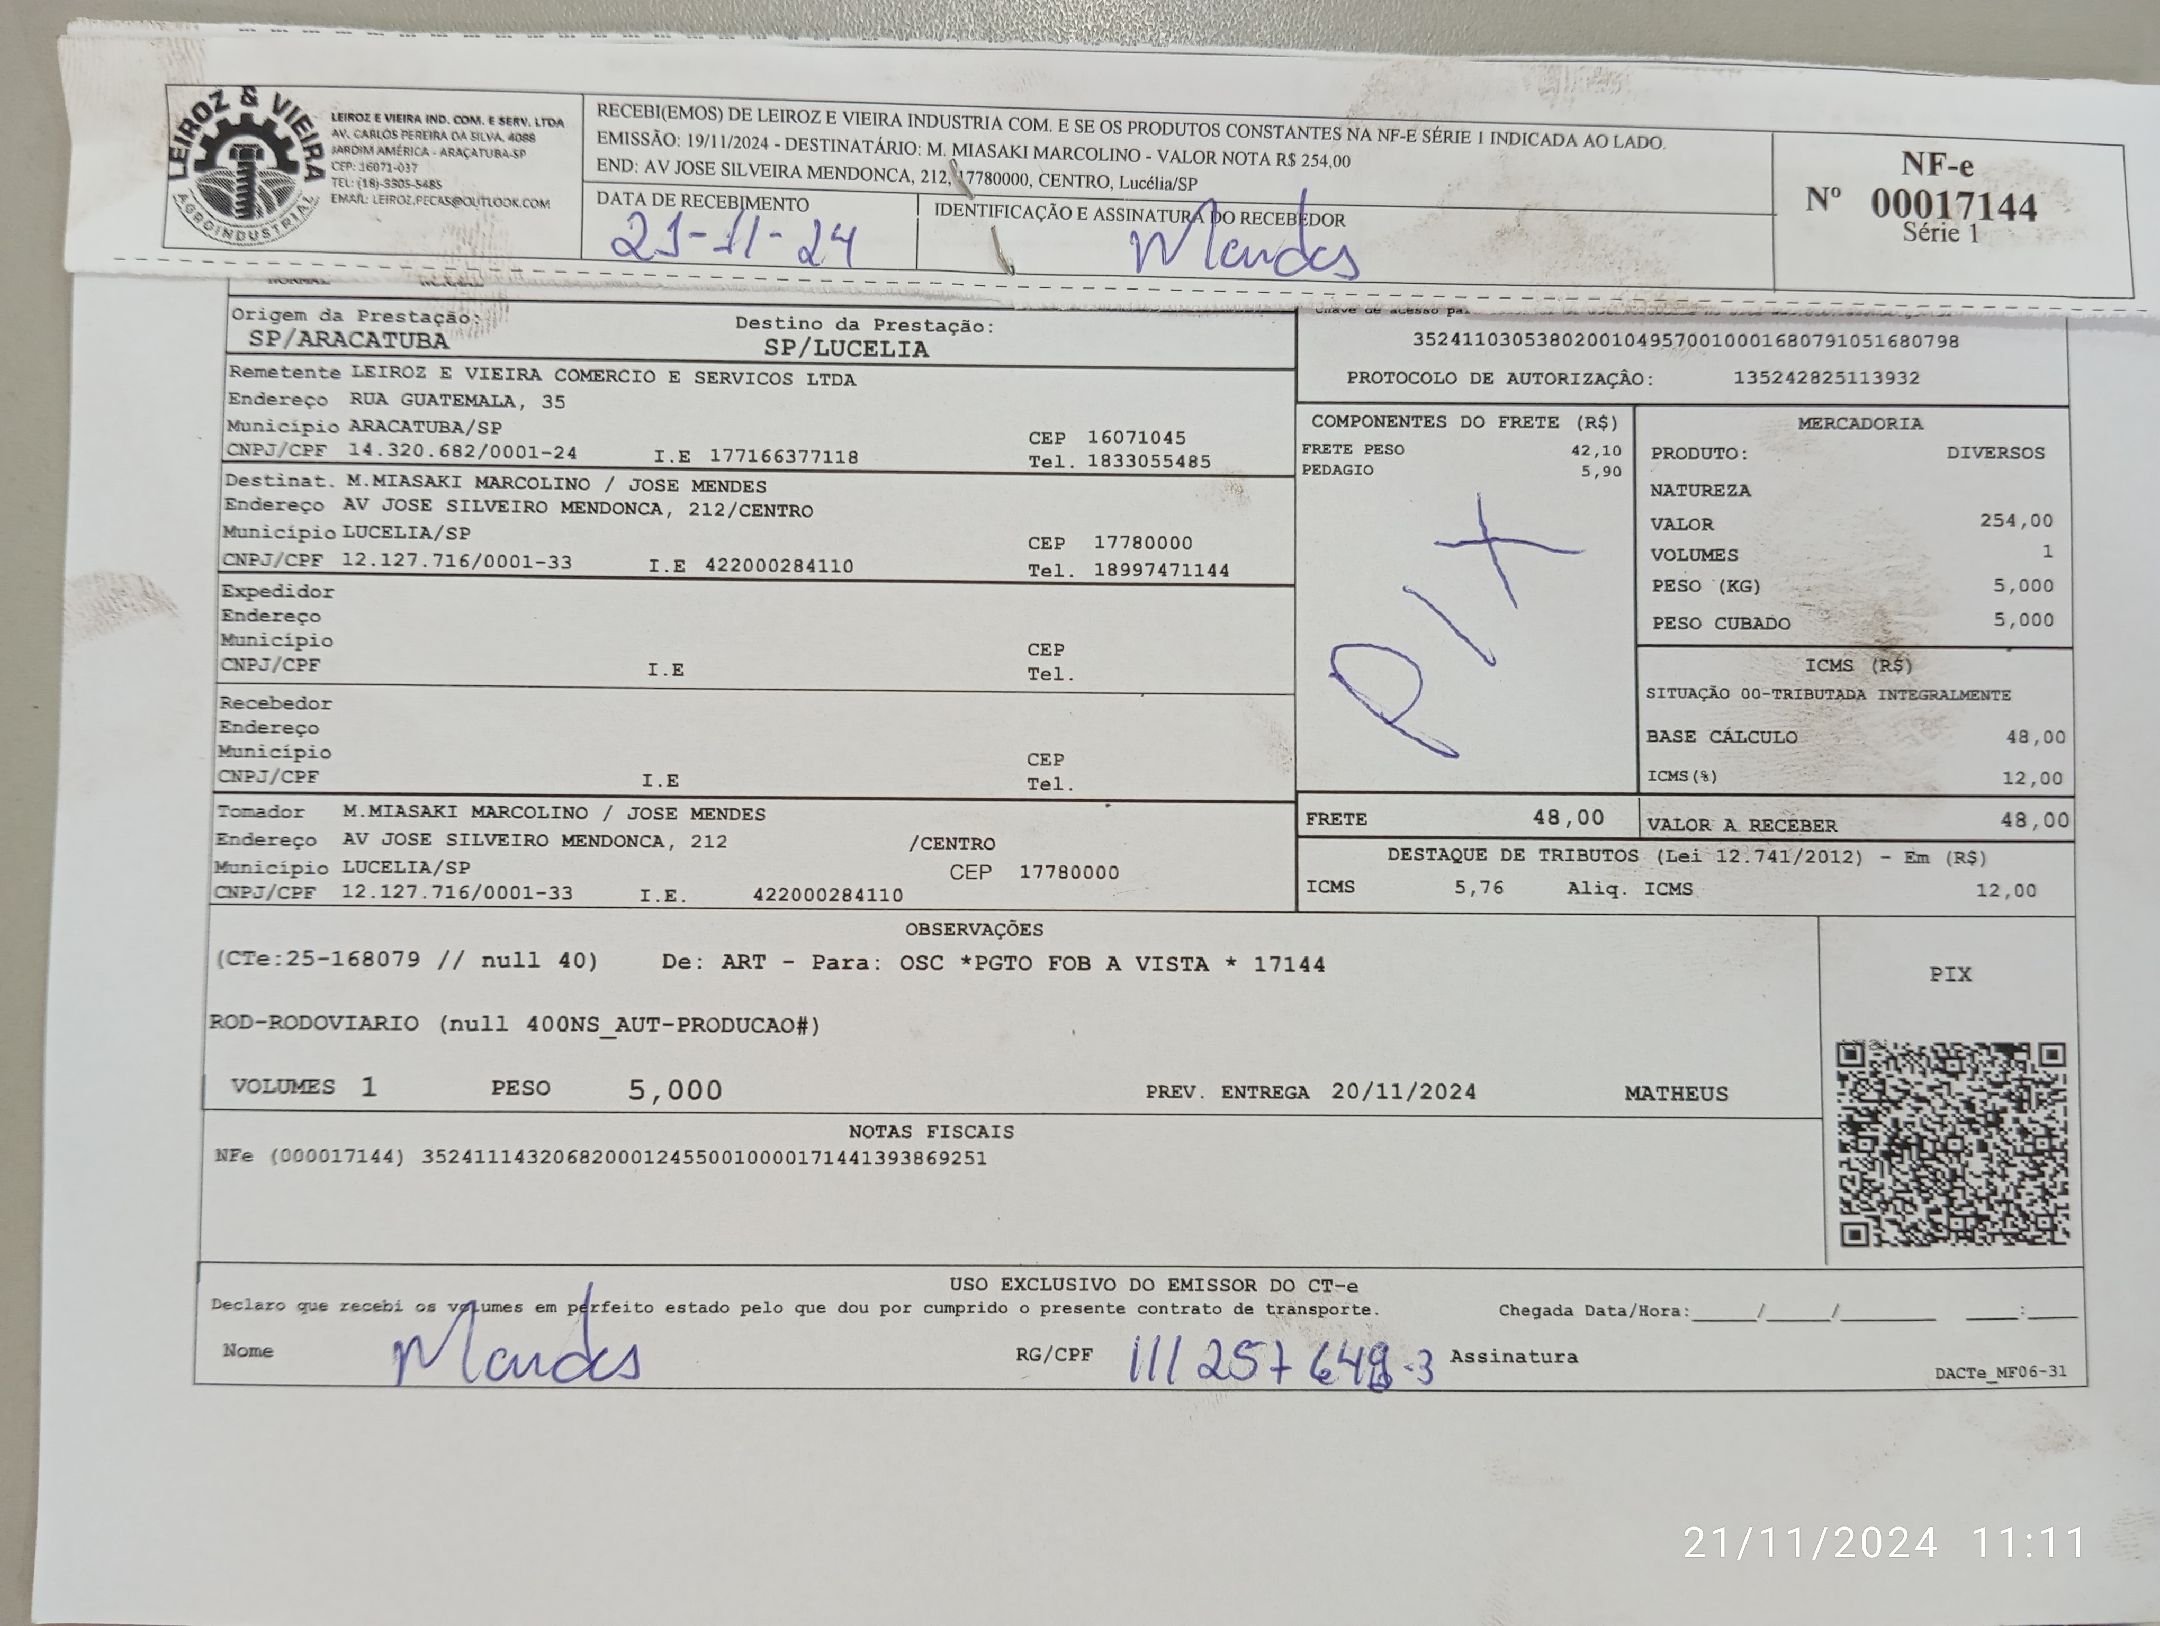 LEIROZ & VIEIRA
AGROINDUSTRIAL
LEIROZ E VIEIRA IND. COM. E SERV. LTDA
AV. CARLOS PEREIRA DA SILVA, 4088
JARDIM AMÉRICA - ARAÇATUBA-SP
CEP: 16071-037
TEL: (18)-3305-5485
EMAIL: LEIROZ.PECAS@OUTLOOK.COM
RECEBI(EMOS) DE LEIROZ E VIEIRA INDUSTRIA COM. E SE OS PRODUTOS CONSTANTES NA NF-E SÉRIE 1 INDICADA AO LADO.
EMISSÃO: 19/11/2024 - DESTINATÁRIO: M. MIASAKI MARCOLINO - VALOR NOTA R$ 254,00
END: AV JOSE SILVEIRA MENDONCA, 212, 17780000, CENTRO, Lucélia/SP
DATA DE RECEBIMENTO
21-11-24
IDENTIFICAÇÃO E ASSINATURA DO RECEBEDOR
Mendes
NF-e
Nº 00017144
Série 1
Origem da Prestação:
SP/ARACATUBA
Destino da Prestação:
SP/LUCELIA
Chave de acesso
35241103053802001049570010001680791051680798
PROTOCOLO DE AUTORIZAÇÂO: 135242825113932
Remetente LEIROZ E VIEIRA COMERCIO E SERVICOS LTDA
Endereço RUA GUATEMALA, 35
Município ARACATUBA/SP CEP 16071045
CNPJ/CPF 14.320.682/0001-24 I.E 177166377118 Tel. 1833055485
Destinat. M.MIASAKI MARCOLINO / JOSE MENDES
Endereço AV JOSE SILVEIRO MENDONCA, 212/CENTRO
Município LUCELIA/SP CEP 17780000
CNPJ/CPF 12.127.716/0001-33 I.E 422000284110 Tel. 18997471144
Expedidor
Endereço
Município CEP
CNPJ/CPF I.E Tel.
Recebedor
Endereço
Município CEP
CNPJ/CPF I.E Tel.
Tomador M.MIASAKI MARCOLINO / JOSE MENDES
Endereço AV JOSE SILVEIRO MENDONCA, 212 /CENTRO
Município LUCELIA/SP CEP 17780000
CNPJ/CPF 12.127.716/0001-33 I.E. 422000284110
COMPONENTES DO FRETE (R$)
FRETE PESO 42,10
PEDAGIO 5,90
PIX
MERCADORIA
PRODUTO: DIVERSOS
NATUREZA
VALOR 254,00
VOLUMES 1
PESO (KG) 5,000
PESO CUBADO 5,000
ICMS (R$)
SITUAÇÃO 00-TRIBUTADA INTEGRALMENTE
BASE CÁLCULO 48,00
ICMS(%) 12,00
FRETE 48,00 VALOR A RECEBER 48,00
DESTAQUE DE TRIBUTOS (Lei 12.741/2012) - Em (R$)
ICMS 5,76 Aliq. ICMS 12,00
OBSERVAÇÕES
(CTe:25-168079 // null 40) De: ART - Para: OSC *PGTO FOB A VISTA * 17144
ROD-RODOVIARIO (null 400NS_AUT-PRODUCAO#)
VOLUMES 1 PESO 5,000 PREV. ENTREGA 20/11/2024 MATHEUS
PIX
NOTAS FISCAIS
NFe (000017144) 35241114320682000124550010000171441393869251
USO EXCLUSIVO DO EMISSOR DO CT-e
Declaro que recebi os volumes em perfeito estado pelo que dou por cumprido o presente contrato de transporte. Chegada Data/Hora:____/____/______ ____:____
Nome Mendes RG/CPF Assinatura
DACTe_MF06-31
21/11/2024 11:11